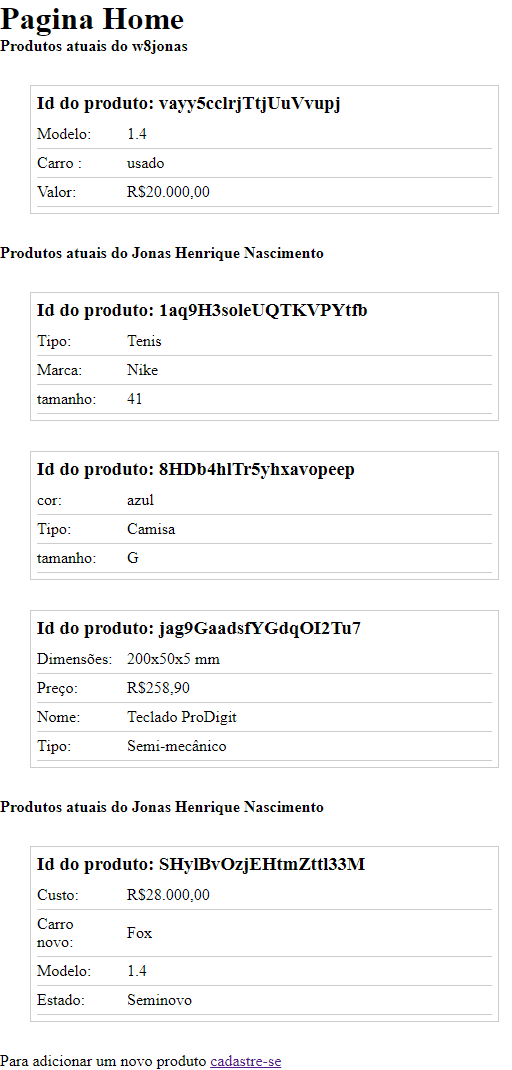 Pagina Home
Produtos atuais do w8jonas
Id do produto: vayy5cclrjTtjUuVvupj
Modelo: 1.4
Carro : usado
Valor: R$20.000,00
Produtos atuais do Jonas Henrique Nascimento
Id do produto: 1aq9H3soleUQTKVPYtfb
Tipo: Tenis
Marca: Nike
tamanho: 41
Id do produto: 8HDb4hlTr5yhxavopeep
cor: azul
Tipo: Camisa
tamanho: G
Id do produto: jag9GaadsfYGdqOI2Tu7
Dimensões: 200x50x5 mm
Preço: R$258,90
Nome: Teclado ProDigit
Tipo: Semi-mecânico
Produtos atuais do Jonas Henrique Nascimento
Id do produto: SHylBvOzjEHtmZttl33M
Custo: R$28.000,00
Carro
novo: Fox
Modelo: 1.4
Estado: Seminovo
Para adicionar um novo produto cadastre-se